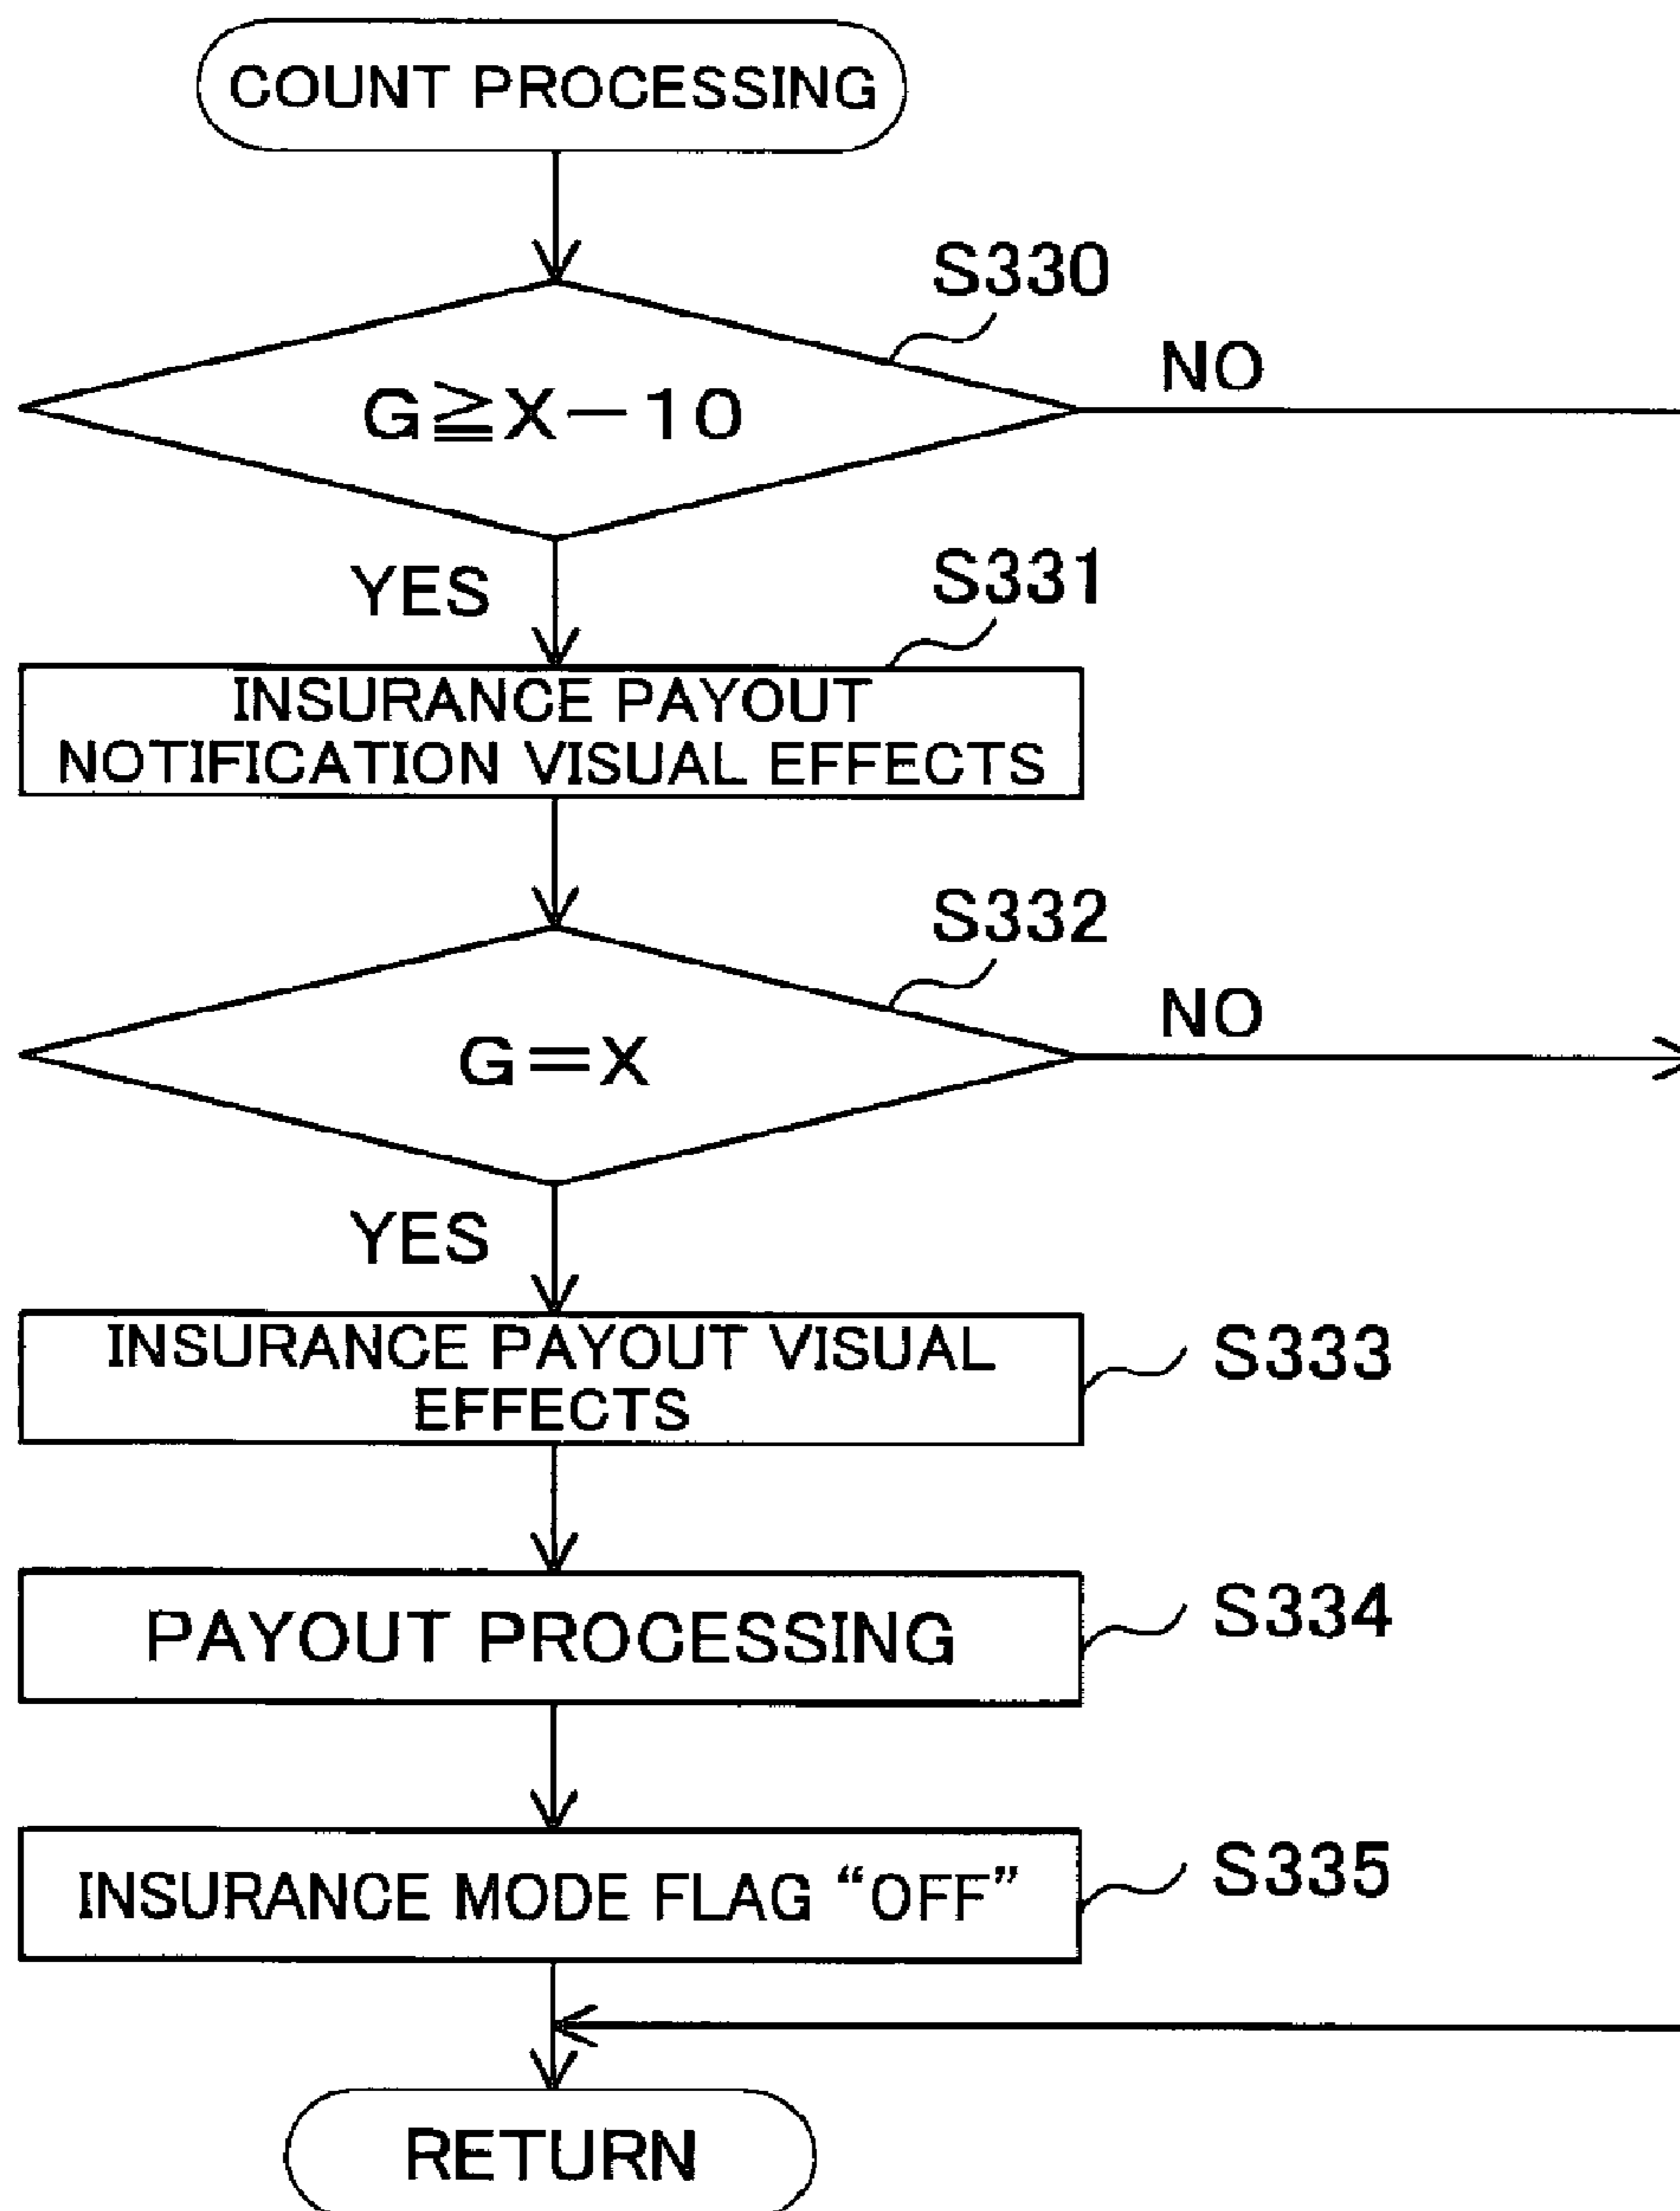 COUNT PROCESSING
S330
G≧X−10
NO
YES
S331
INSURANCE PAYOUT
NOTIFICATION VISUAL EFFECTS
S332
G=X
NO
YES
INSURANCE PAYOUT VISUAL
EFFECTS
S333
PAYOUT PROCESSING
S334
INSURANCE MODE FLAG “OFF”
S335
RETURN